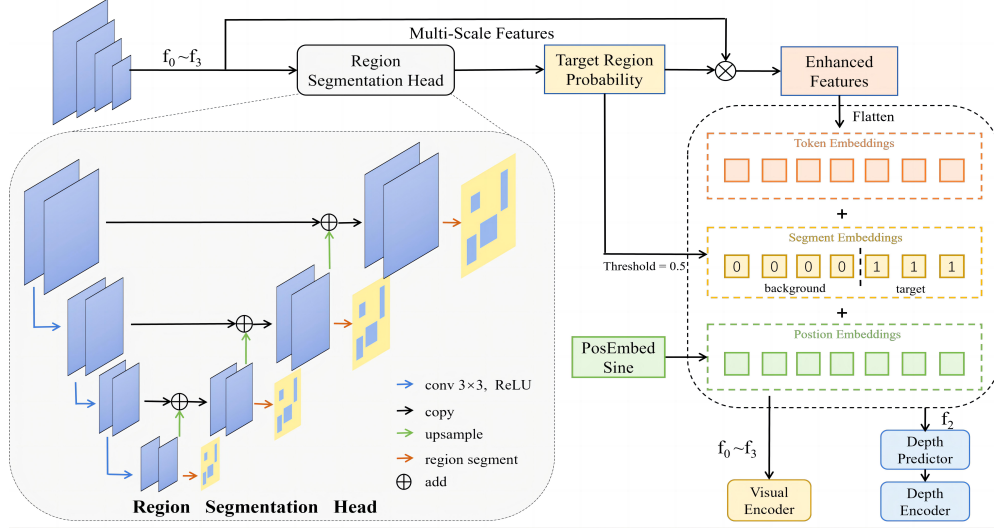 Multi-Scale Features
f0 ~f3
Region
Segmentation Head
Target Region
Probability
Enhanced
Features
Flatten
Token Embeddings
+
Segment Embeddings
Threshold = 0.5
0 0 0 0 1 1 1
background target
+
PosEmbed
Sine
Postion Embeddings
conv 3×3, ReLU
copy
upsample
region segment
add
Region Segmentation Head
f0 ~f3
f2
Depth
Predictor
Visual
Encoder
Depth
Encoder